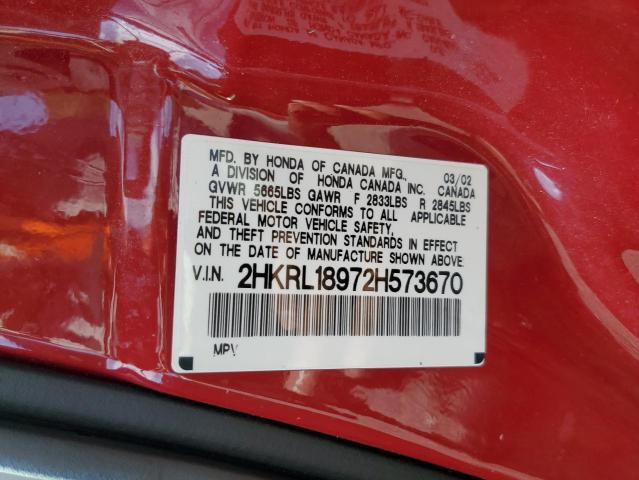 MFD. BY HONDA OF CANADA MFG., 03/02
A DIVISION OF HONDA CANADA INC. CANADA
GVWR 5665LBS GAWR F 2833LBS R 2845LBS
THIS VEHICLE CONFORMS TO ALL APPLICABLE
FEDERAL MOTOR VEHICLE SAFETY,
AND THEFT PREVENTION STANDARDS IN EFFECT
ON THE DATE OF MANUFACTURE SHOWN ABOVE.
V.I.N. 2HKRL18972H573670
MPV